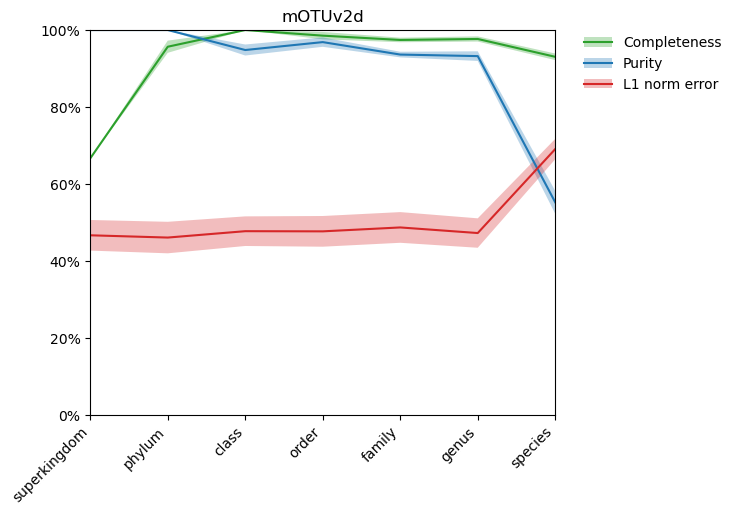 mOTUv2d
100%
80%
60%
40%
20%
0%
superkingdom
phylum
class
order
family
genus
species
Completeness
Purity
L1 norm error